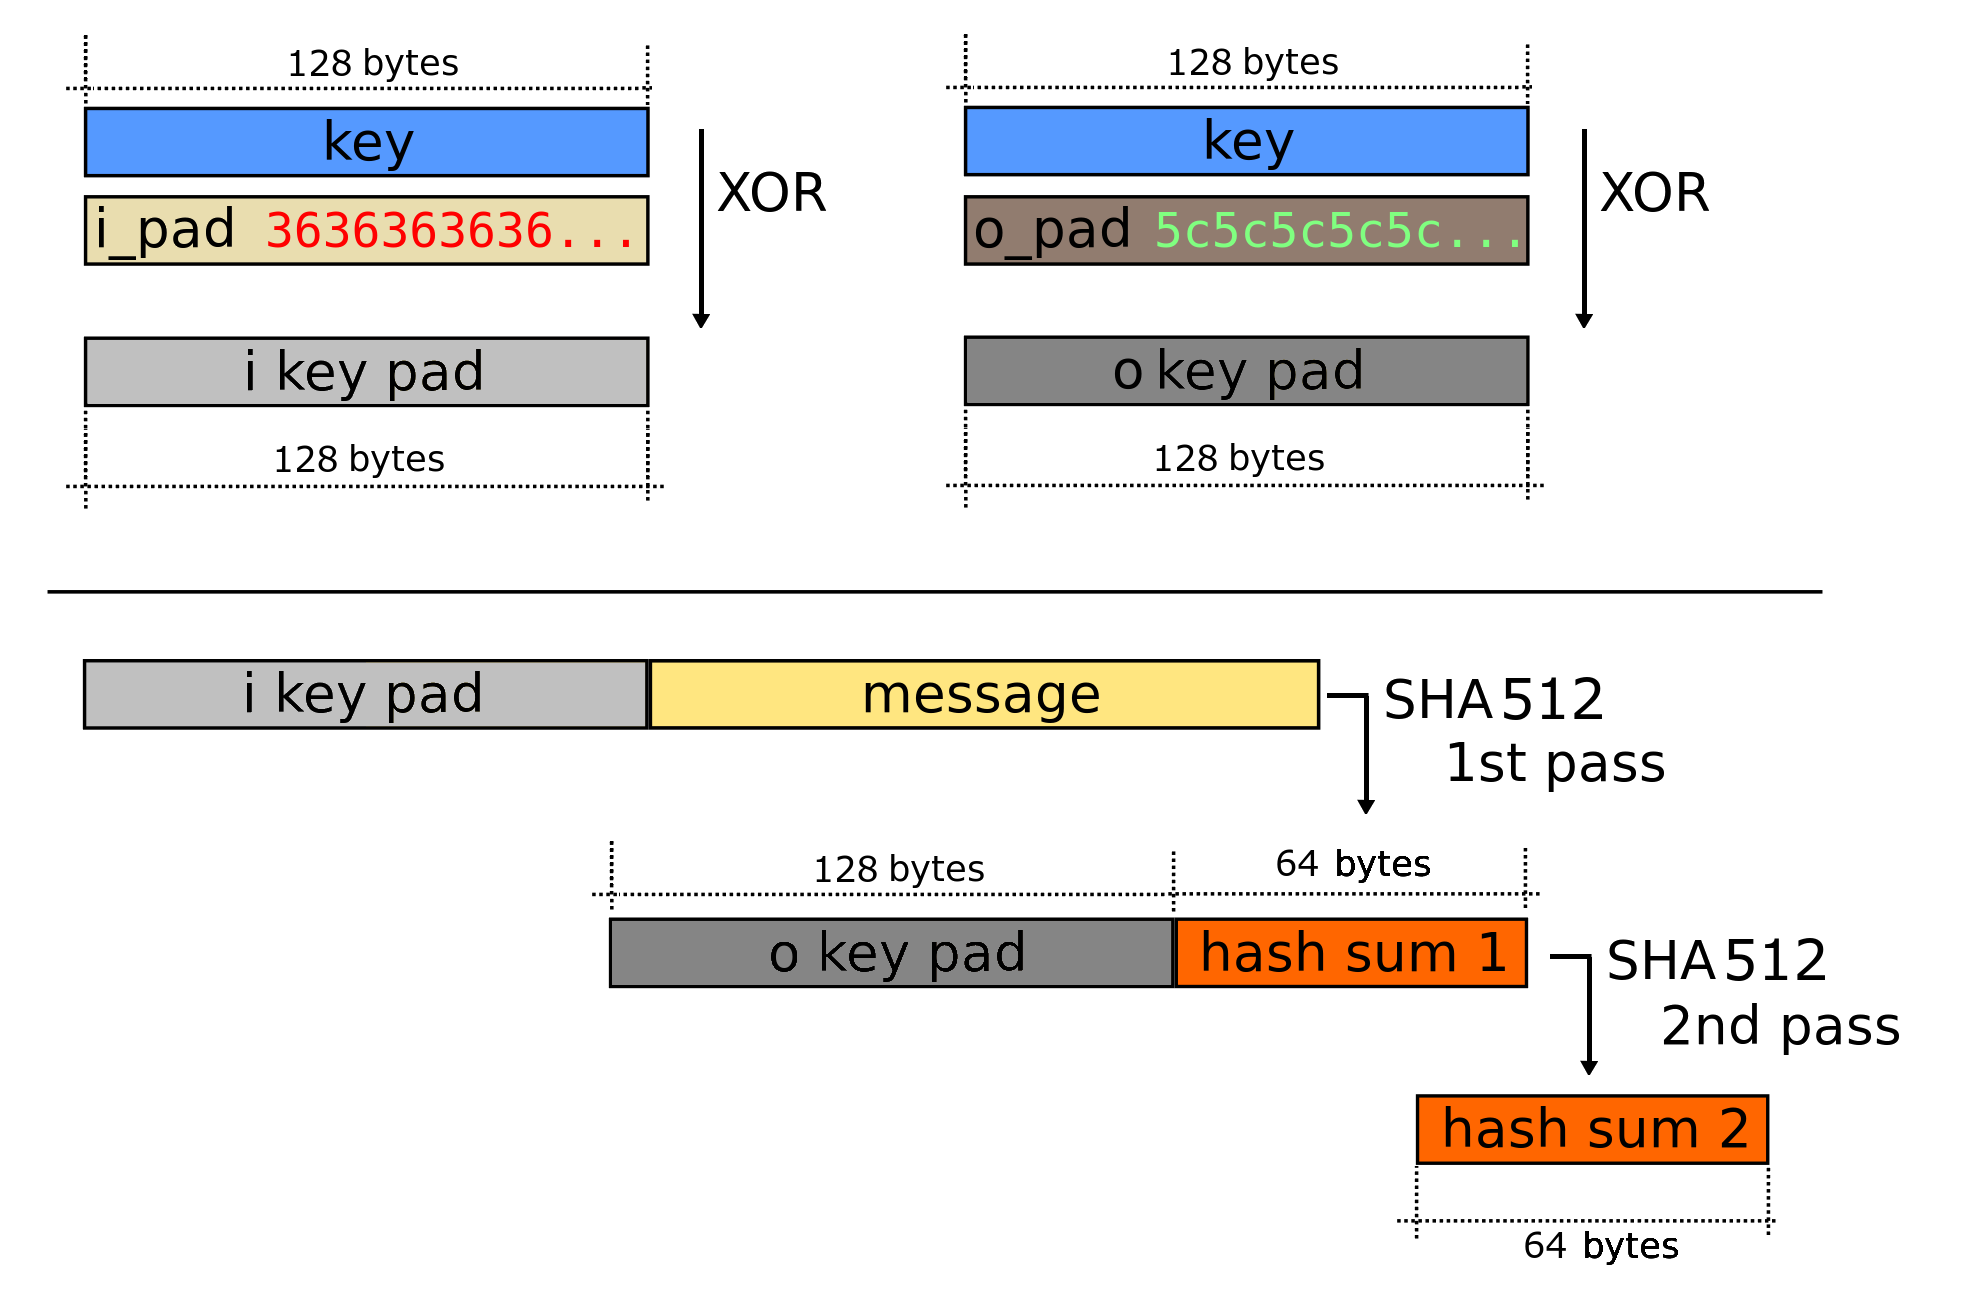 128 bytes
128 bytes
key
key
XOR
XOR
i_pad 3636363636...
o_pad 5c5c5c5c5c...
i key pad
o key pad
128 bytes
128 bytes
i key pad
message
SHA512
1st pass
128 bytes
64 bytes
o key pad
hash sum 1
SHA512
2nd pass
hash sum 2
64 bytes